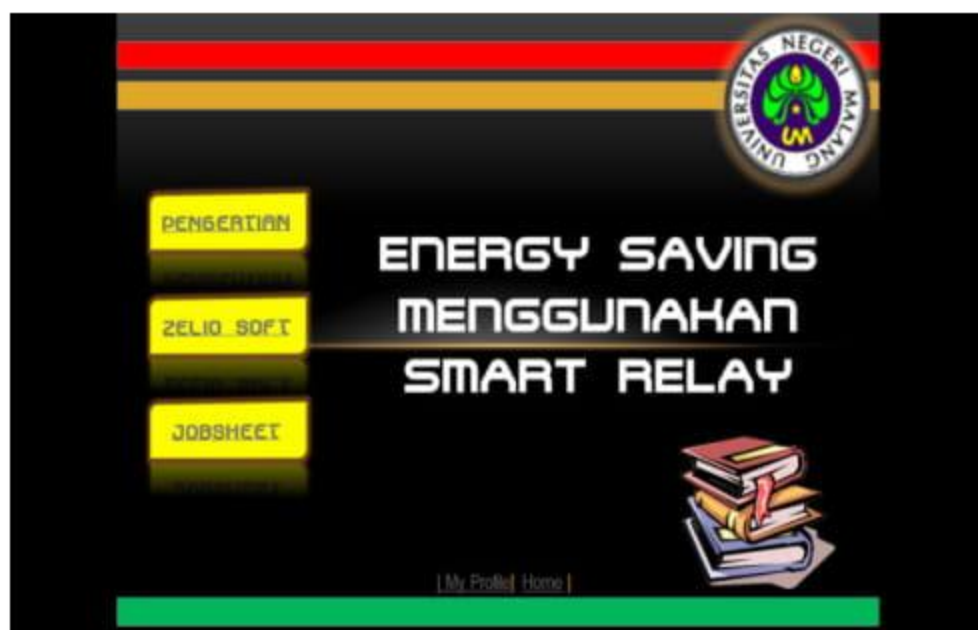 UNIVERSITAS NEGERI MALANG
UM
PENGERTIAN
ENERGY SAVING
MENGGUNAKAN
SMART RELAY
ZELIO SOFT
JOBSHEET
| My Profile| Home |